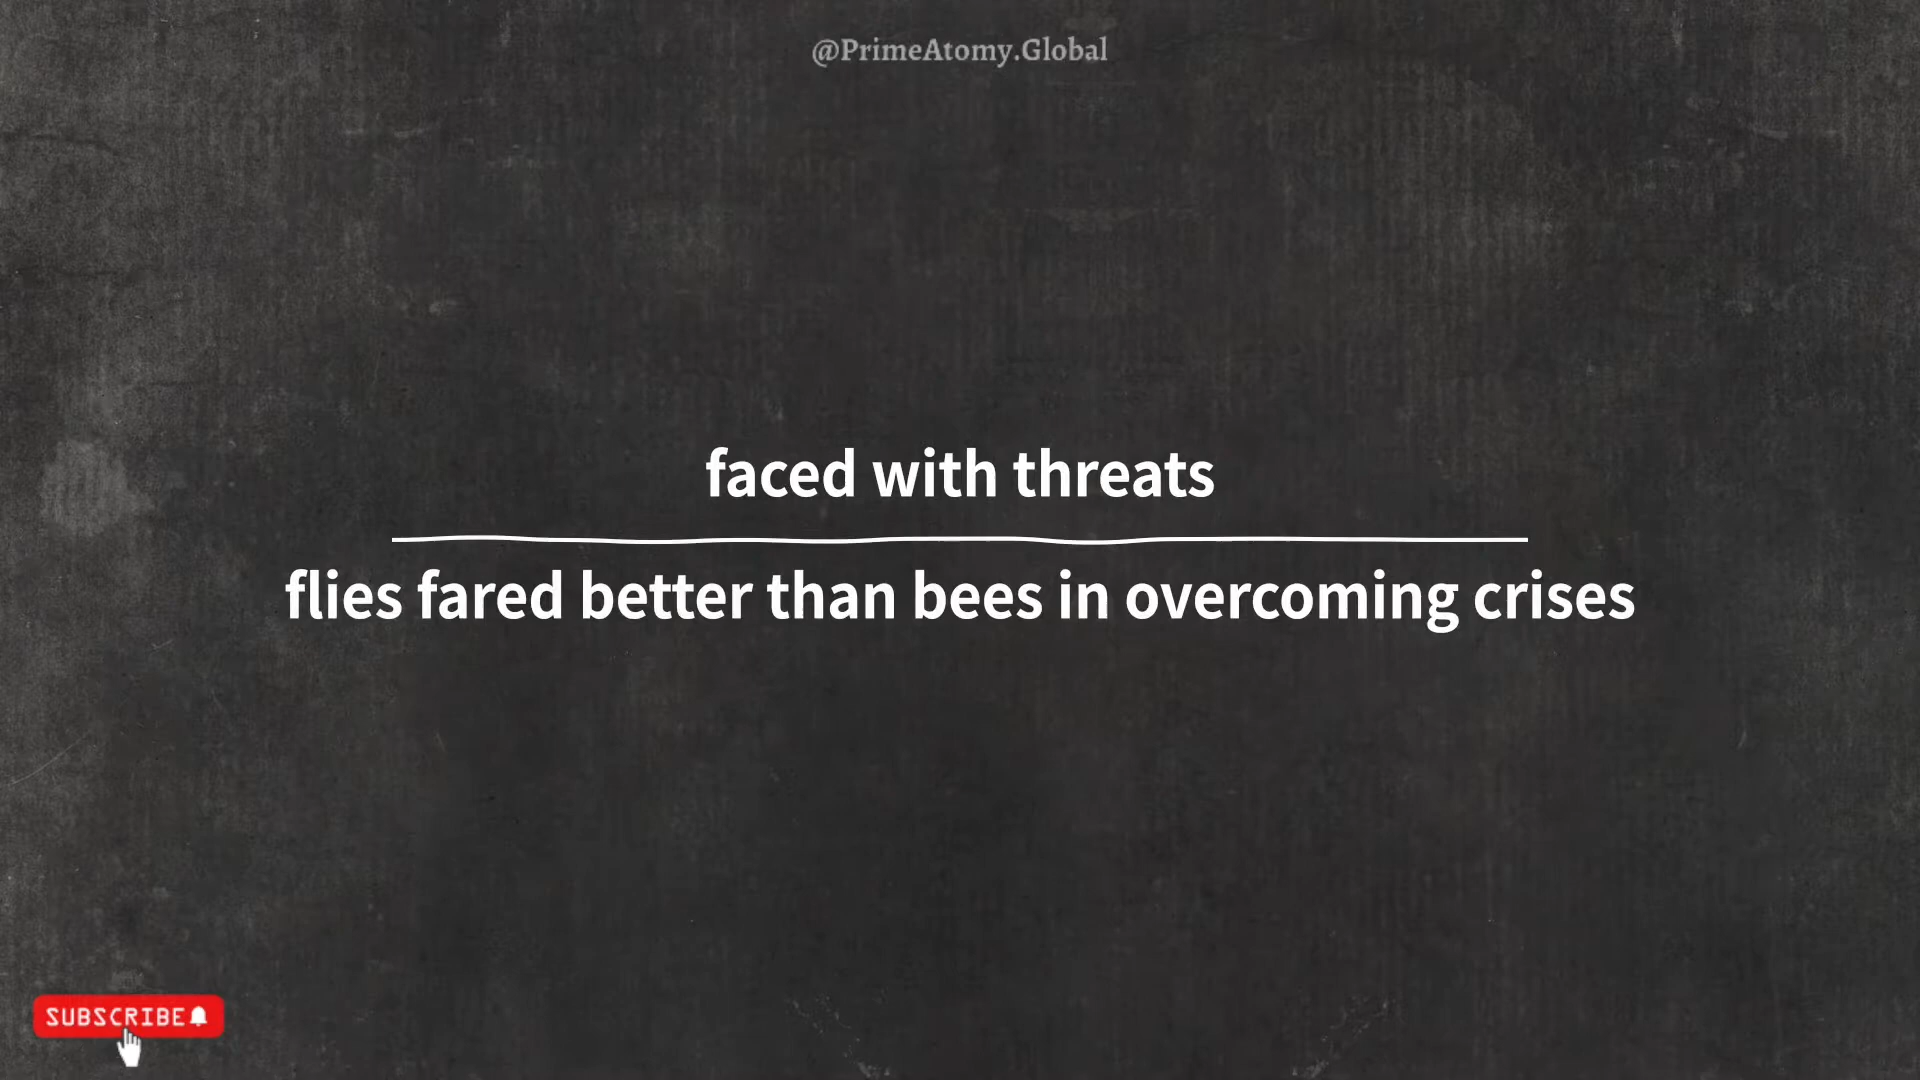 @PrimeAtomy.Global
faced with threats
flies fared better than bees in overcoming crises
SUBSCRIBE